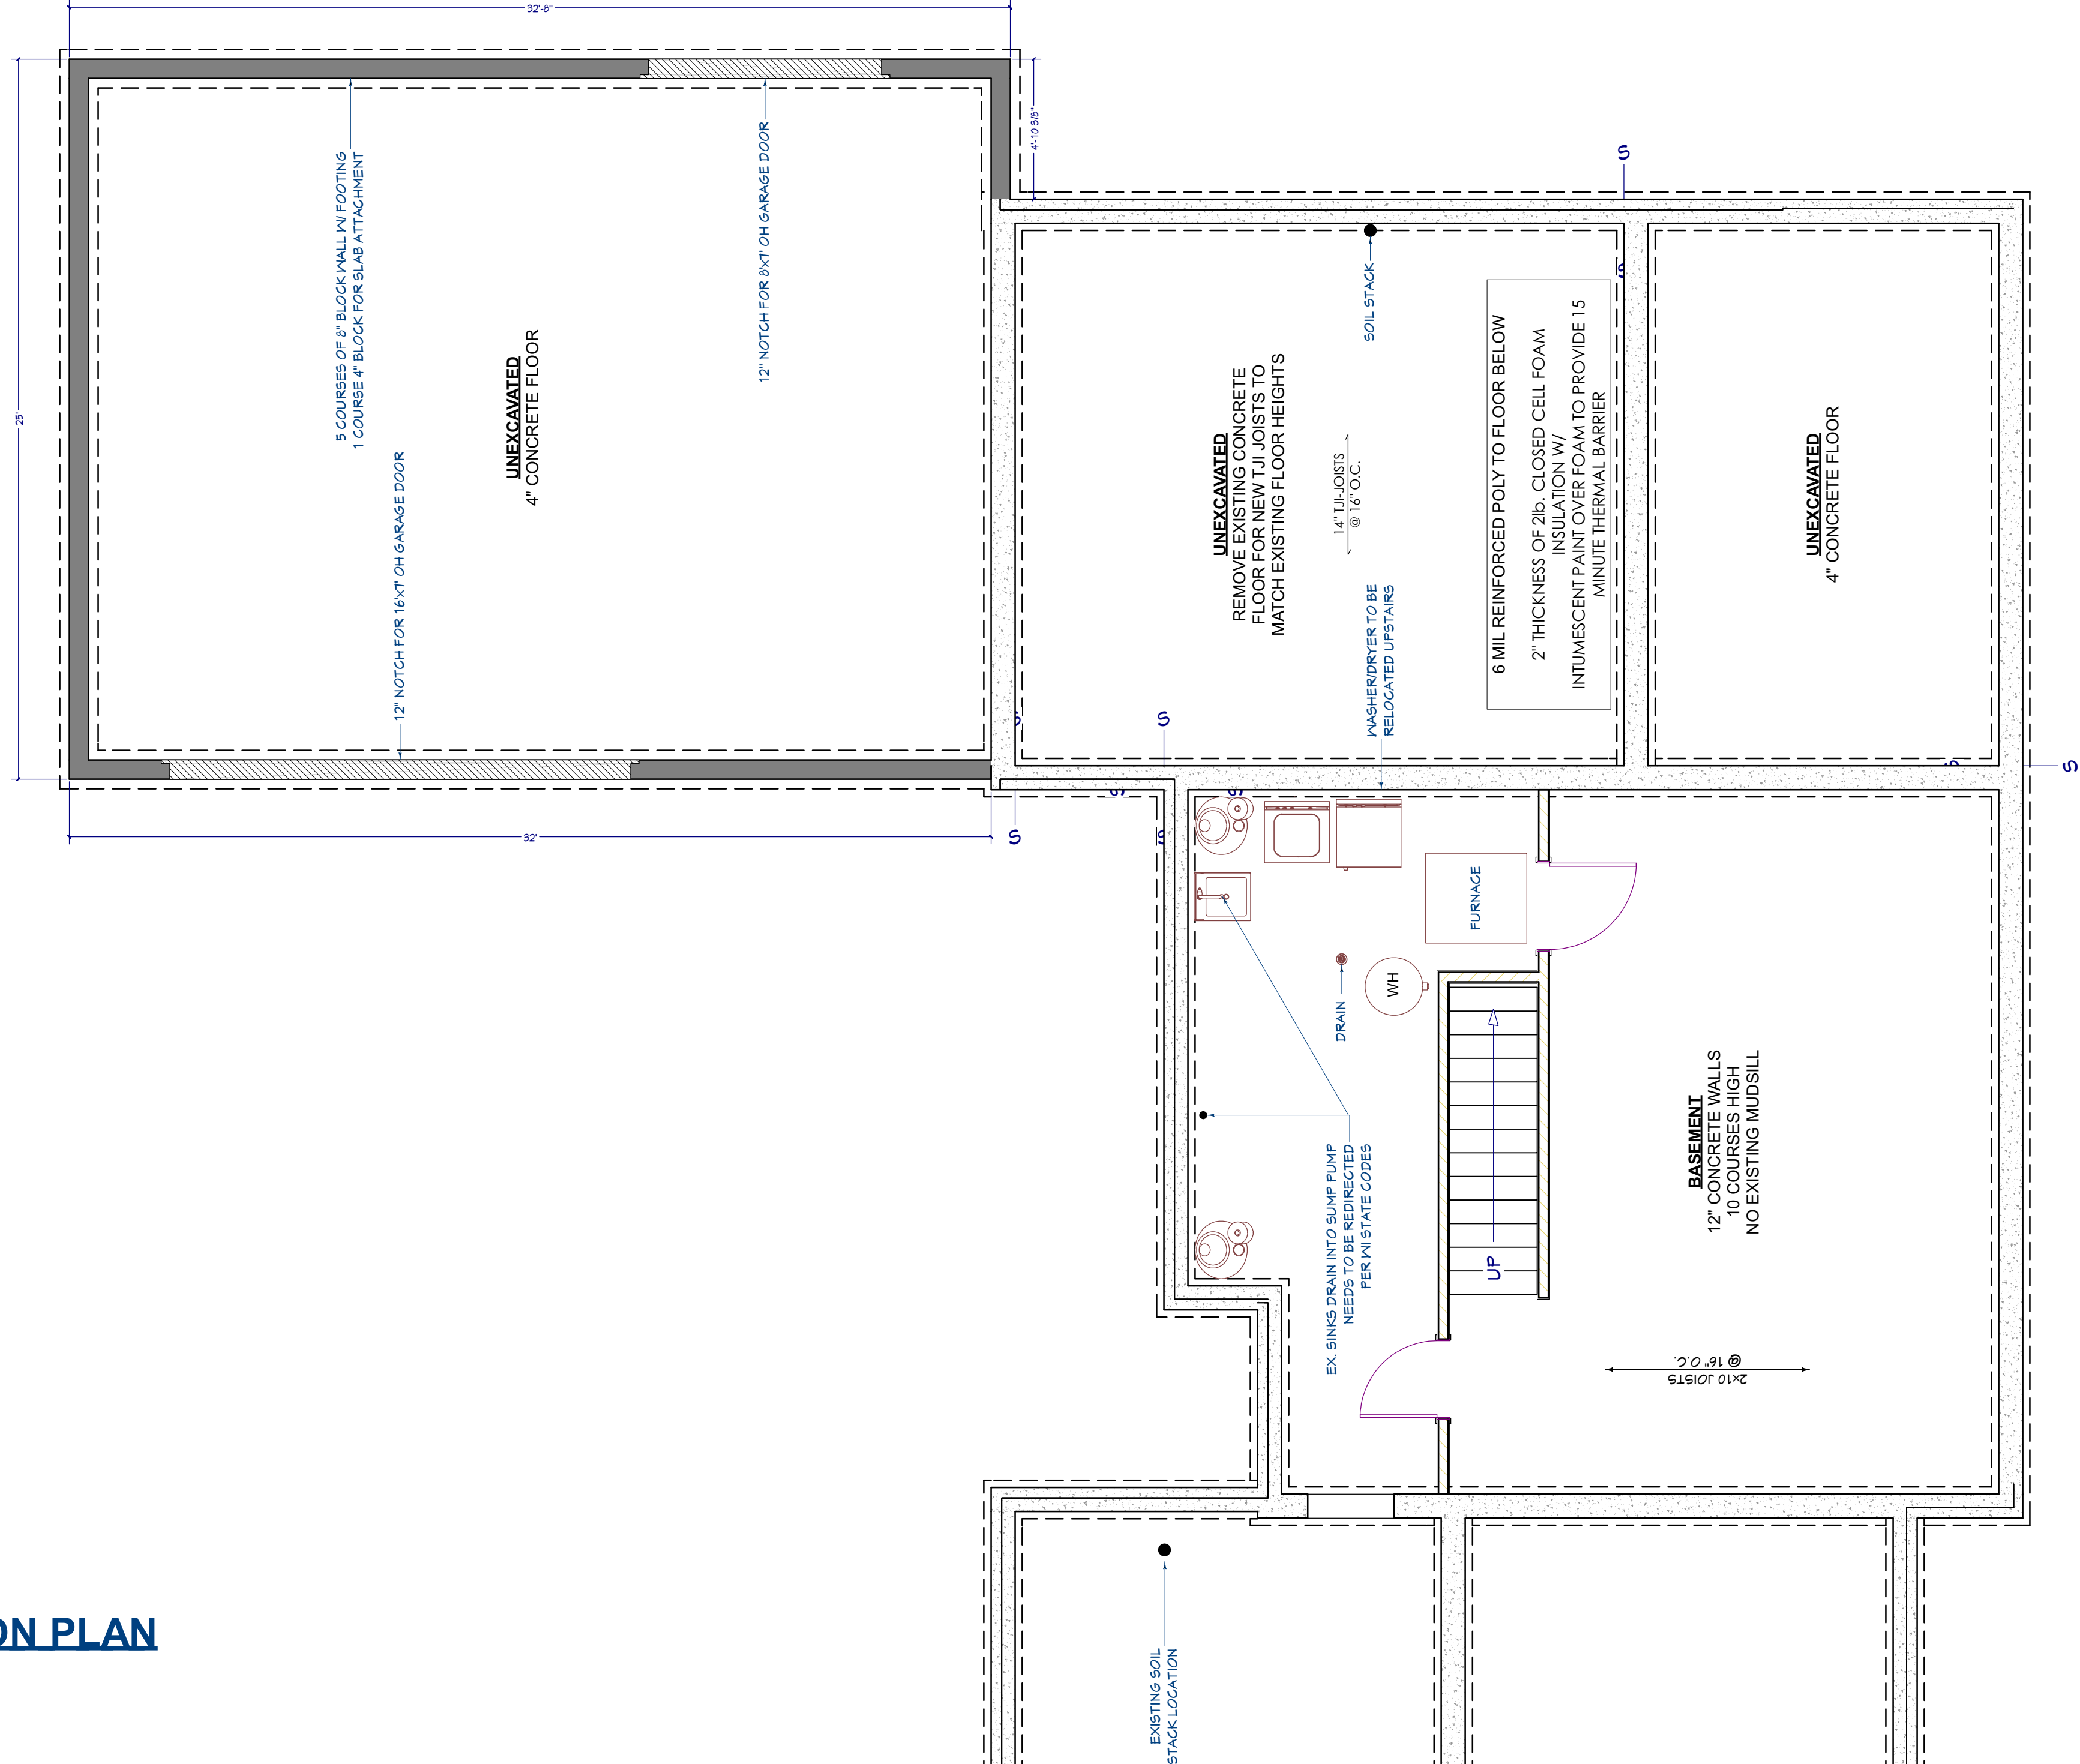 32'-8"
25'
4'-10 3/8"
32'
5 COURSES OF 8" BLOCK WALL W/ FOOTING
1 COURSE 4" BLOCK FOR SLAB ATTACHMENT
12" NOTCH FOR 8'x7' OH GARAGE DOOR
12" NOTCH FOR 16'x7' OH GARAGE DOOR
UNEXCAVATED
4" CONCRETE FLOOR
UNEXCAVATED
REMOVE EXISTING CONCRETE
FLOOR FOR NEW TJI JOISTS TO
MATCH EXISTING FLOOR HEIGHTS
14" TJI-JOISTS
@ 16" O.C.
SOIL STACK
WASHER/DRYER TO BE
RELOCATED UPSTAIRS
6 MIL REINFORCED POLY TO FLOOR BELOW
2" THICKNESS OF 2lb. CLOSED CELL FOAM
INSULATION W/
INTUMESCENT PAINT OVER FOAM TO PROVIDE 15
MINUTE THERMAL BARRIER
UNEXCAVATED
4" CONCRETE FLOOR
S
S
S
S
S
S
S
S
S
S
FURNACE
WH
DRAIN
EX. SINKS DRAIN INTO SUMP PUMP
NEEDS TO BE REDIRECTED
PER WI STATE CODES
UP
BASEMENT
12" CONCRETE WALLS
10 COURSES HIGH
NO EXISTING MUDSILL
2x10 JOISTS
@ 16" O.C.
EXISTING SOIL
STACK LOCATION
ON PLAN